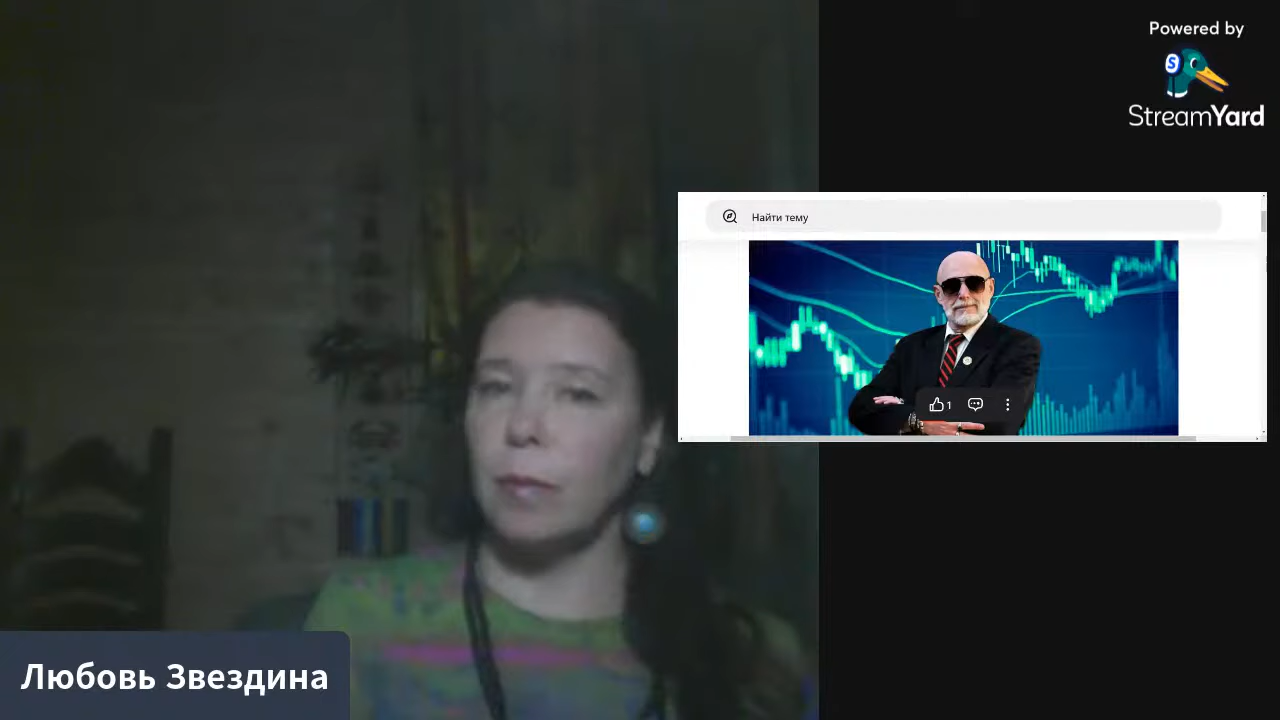 Powered by
S
StreamYard
Найти тему
1
Любовь Звездина